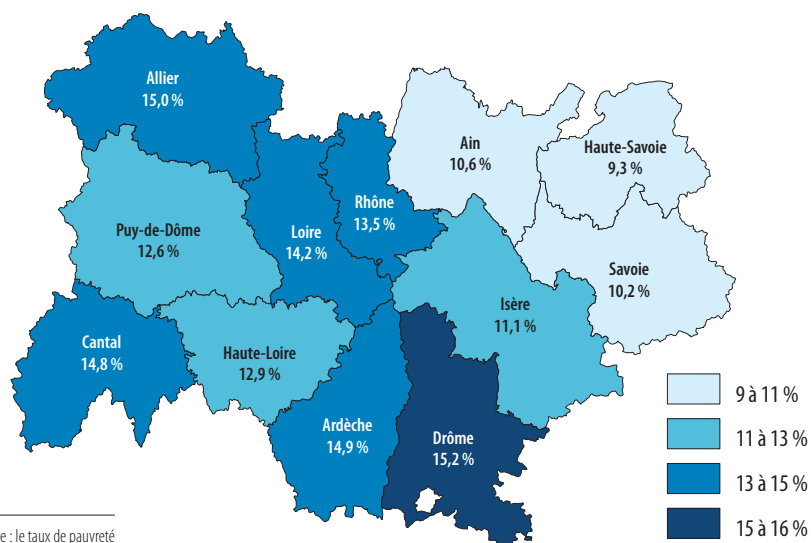 Allier
15,0 %
Ain
10,6 %
Haute-Savoie
9,3 %
Puy-de-Dôme
12,6 %
Loire
14,2 %
Rhône
13,5 %
Savoie
10,2 %
Isère
11,1 %
Cantal
14,8 %
Haute-Loire
12,9 %
Ardèche
14,9 %
Drôme
15,2 %
9 à 11 %
11 à 13 %
13 à 15 %
15 à 16 %
: le taux de pauvreté